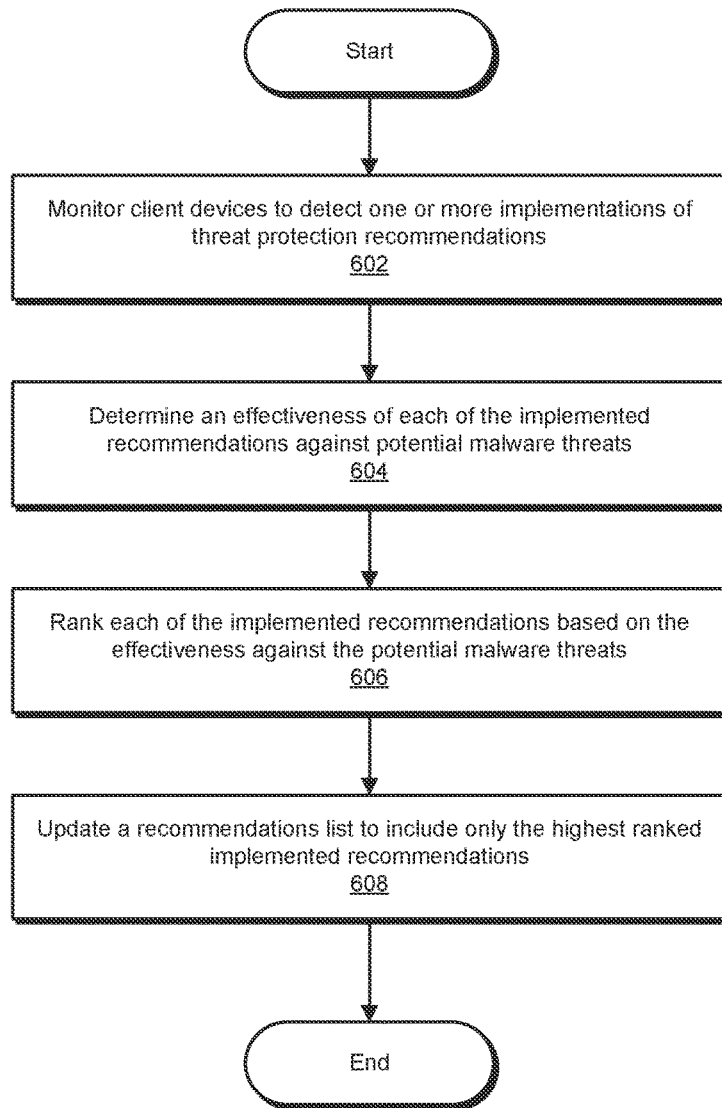 Start
Monitor client devices to detect one or more implementations of
threat protection recommendations
602
Determine an effectiveness of each of the implemented
recommendations against potential malware threats
604
Rank each of the implemented recommendations based on the
effectiveness against the potential malware threats
606
Update a recommendations list to include only the highest ranked
implemented recommendations
608
End